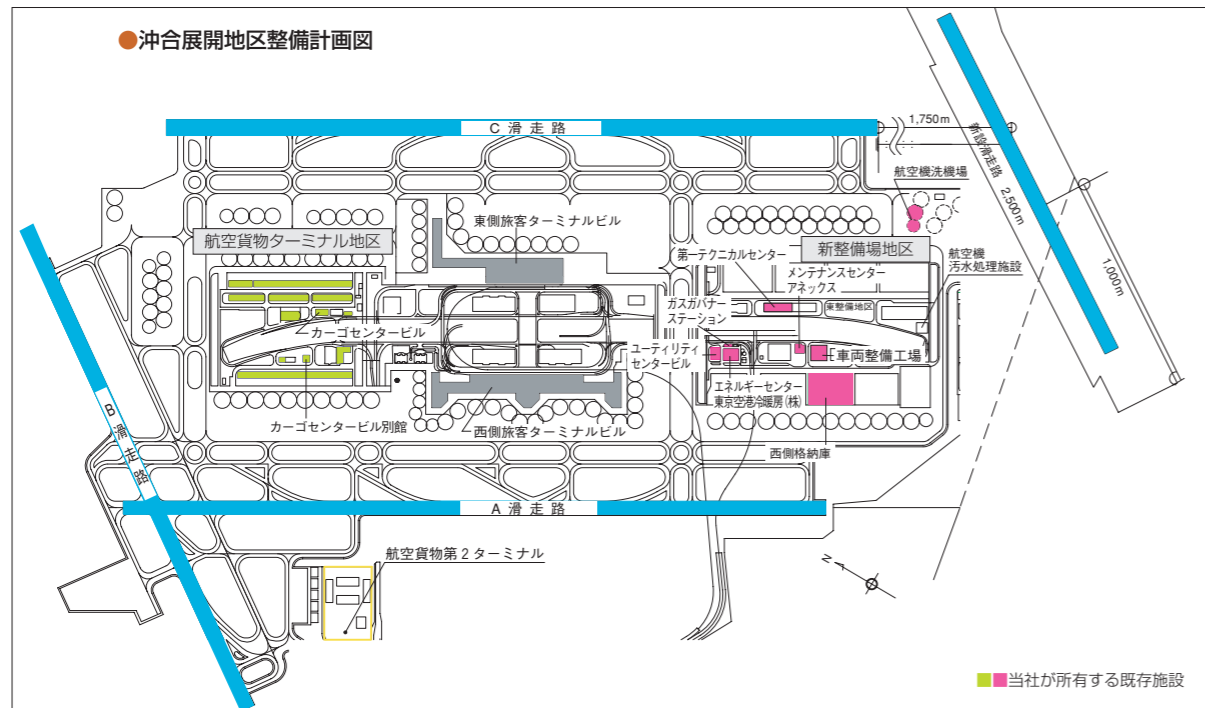 ●沖合展開地区整備計画図
C 滑走路
1,750m
新設滑走路 2,500m
航空機洗機場
1,000m
東側旅客ターミナルビル
航空貨物ターミナル地区
新整備場地区
第一テクニカルセンター
メンテナンスセンター
アネックス
航空機
汚水処理施設
ガスガバナー
ステーション
東整備地区
カーゴセンタービル
ユーティリティ
センタービル
車両整備工場
エネルギーセンター
東京空港冷暖房(株)
カーゴセンタービル別館
西側旅客ターミナルビル
西側格納庫
B 滑走路
A 滑走路
航空貨物第2ターミナル
N
当社が所有する既存施設